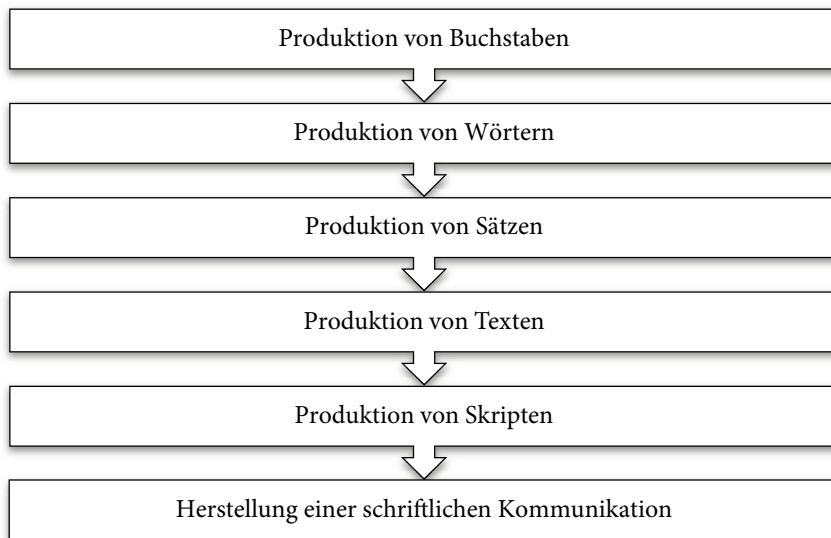 Produktion von Buchstaben
Produktion von Wörtern
Produktion von Sätzen
Produktion von Texten
Produktion von Skripten
Herstellung einer schriftlichen Kommunikation